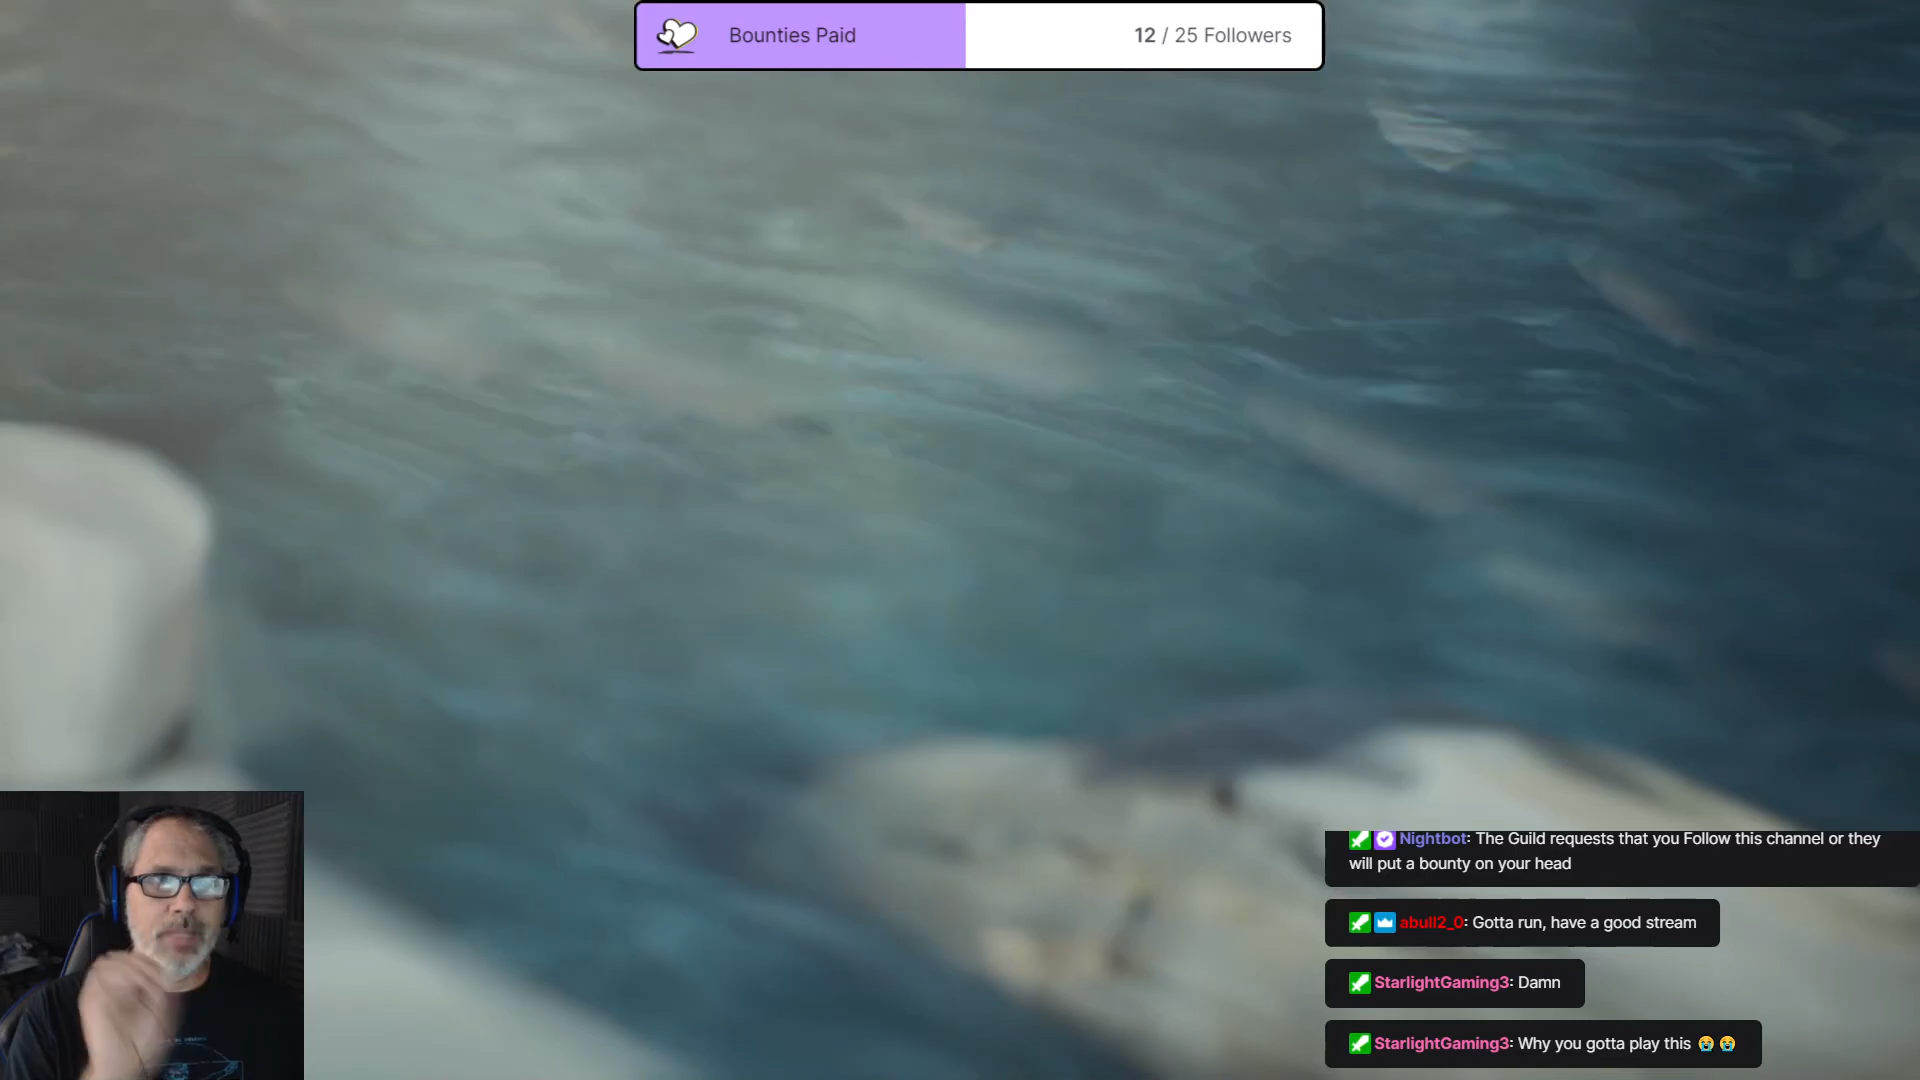 Bounties Paid
12 / 25 Followers
Nightbot: The Guild requests that you Follow this channel or they
will put a bounty on your head
abull2_0: Gotta run, have a good stream
StarlightGaming3: Damn
StarlightGaming3: Why you gotta play this 😭😭